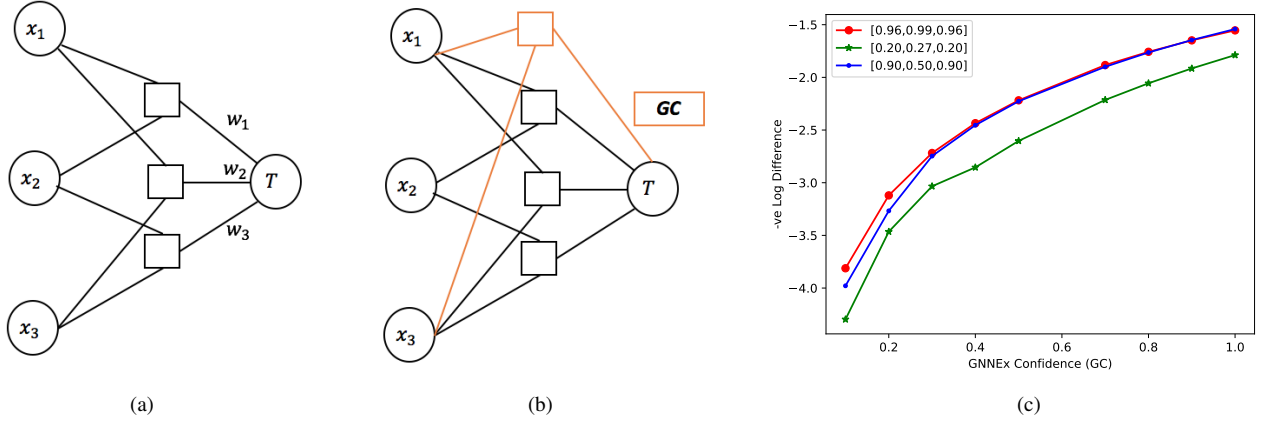 x₁
x₂
x₃
w₁
w₂
w₃
T
(a)
x₁
x₂
x₃
GC
T
(b)
[0.96,0.99,0.96]
[0.20,0.27,0.20]
[0.90,0.50,0.90]
−1.5
−2.0
−2.5
−3.0
−3.5
−4.0
-ve Log Difference
0.2 0.4 0.6 0.8 1.0
GNNEx Confidence (GC)
(c)